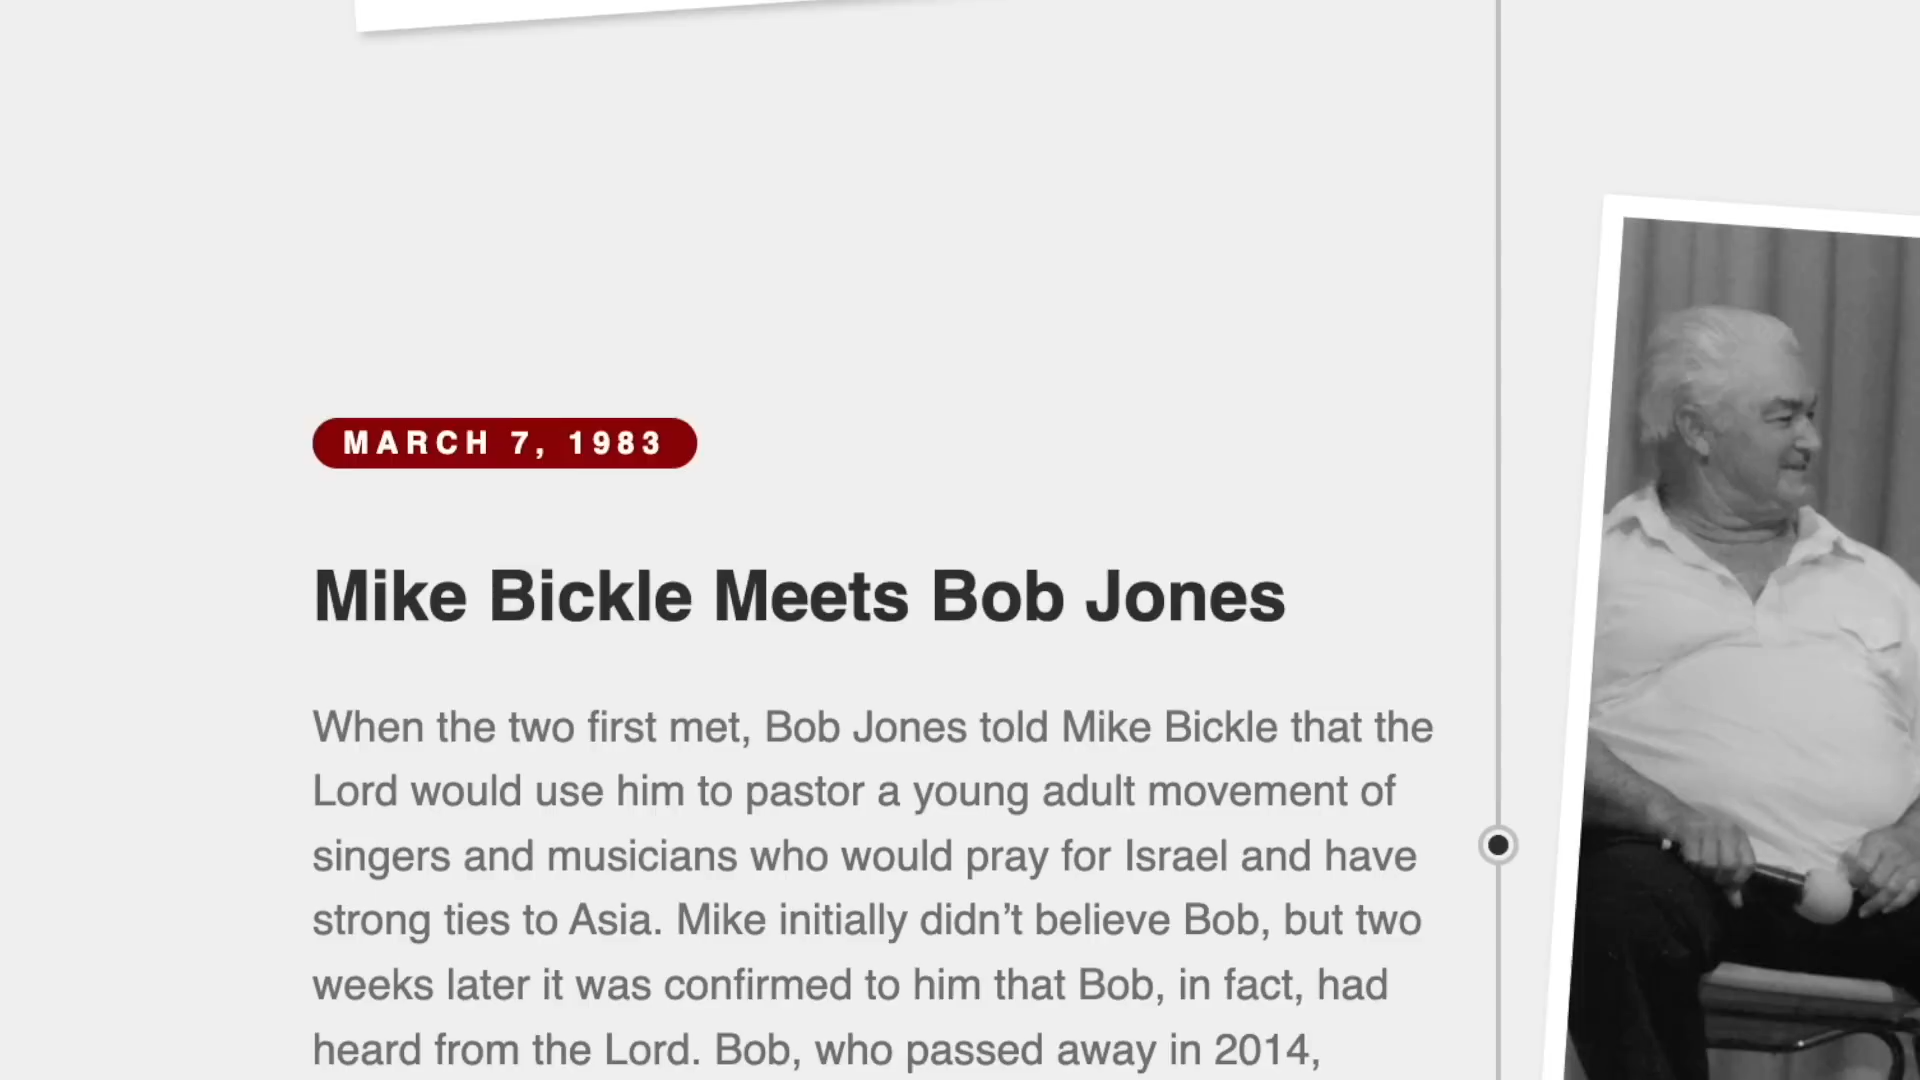 MARCH 7, 1983
Mike Bickle Meets Bob Jones
When the two first met, Bob Jones told Mike Bickle that the
Lord would use him to pastor a young adult movement of
singers and musicians who would pray for Israel and have
strong ties to Asia. Mike initially didn’t believe Bob, but two
weeks later it was confirmed to him that Bob, in fact, had
heard from the Lord. Bob, who passed away in 2014,